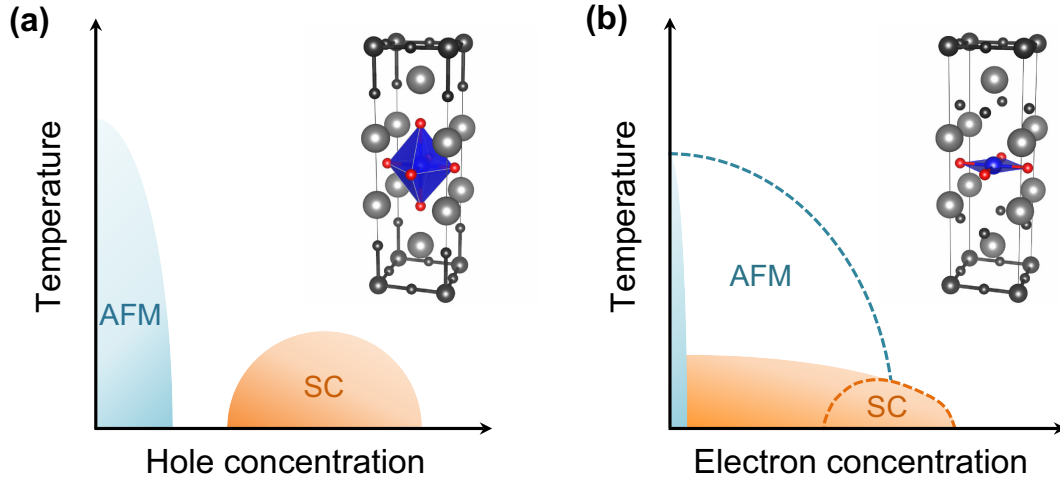 (a)
Temperature
AFM
SC
Hole concentration
(b)
Temperature
AFM
SC
Electron concentration